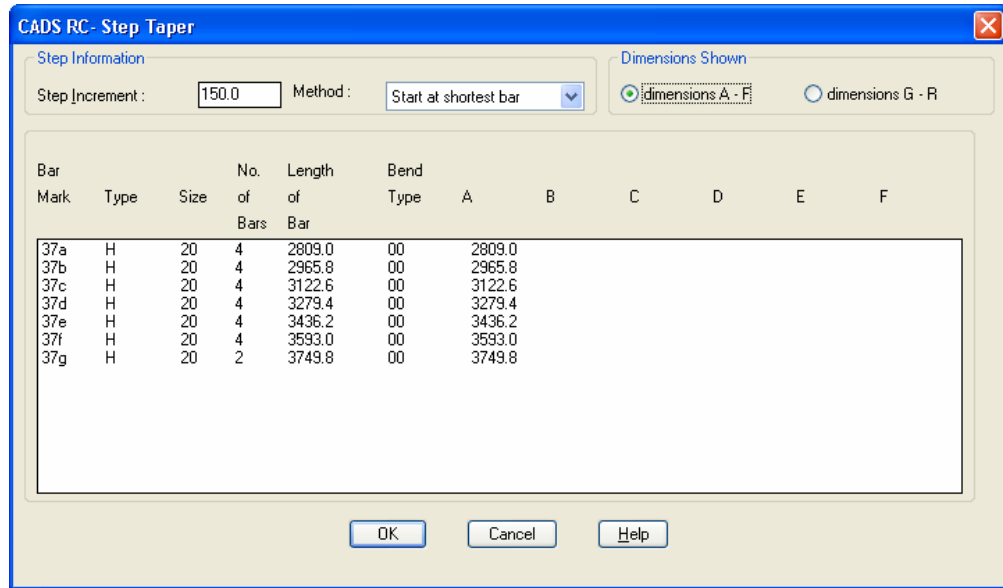 CADS RC- Step Taper
Step Information
Step Increment : 150.0 Method : Start at shortest bar
Dimensions Shown
dimensions A - F dimensions G - R
Bar No. Length Bend
Mark Type Size of of Type A B C D E F
Bars Bar
37a H 20 4 2809.0 00 2809.0
37b H 20 4 2965.8 00 2965.8
37c H 20 4 3122.6 00 3122.6
37d H 20 4 3279.4 00 3279.4
37e H 20 4 3436.2 00 3436.2
37f H 20 4 3593.0 00 3593.0
37g H 20 2 3749.8 00 3749.8
OK Cancel Help